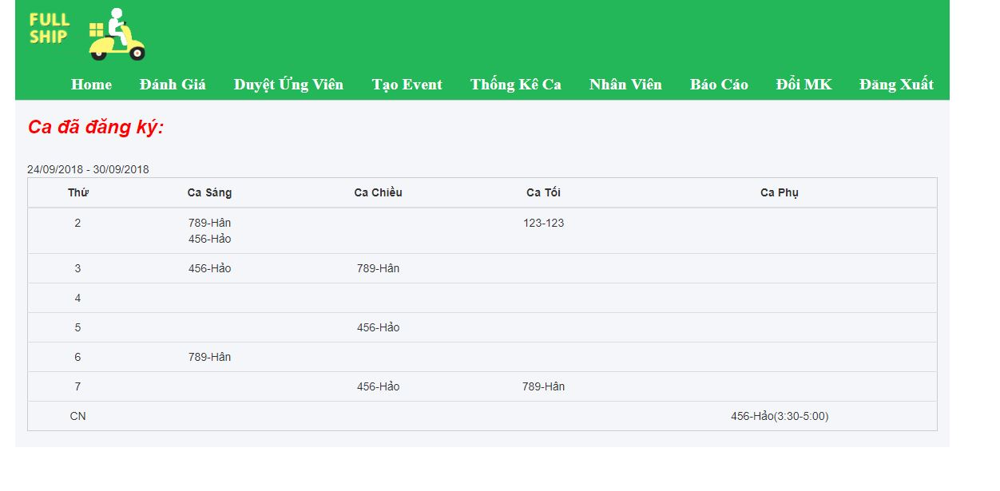 FULL
SHIP
Home Đánh Giá Duyệt Ứng Viên Tạo Event Thống Kê Ca Nhân Viên Báo Cáo Đổi MK Đăng Xuất
Ca đã đăng ký:
24/09/2018 - 30/09/2018
Thứ Ca Sáng Ca Chiều Ca Tối Ca Phụ
2 789-Hân 123-123
456-Hảo
3 456-Hảo 789-Hân
4
5 456-Hảo
6 789-Hân
7 456-Hảo 789-Hân
CN 456-Hảo(3:30-5:00)